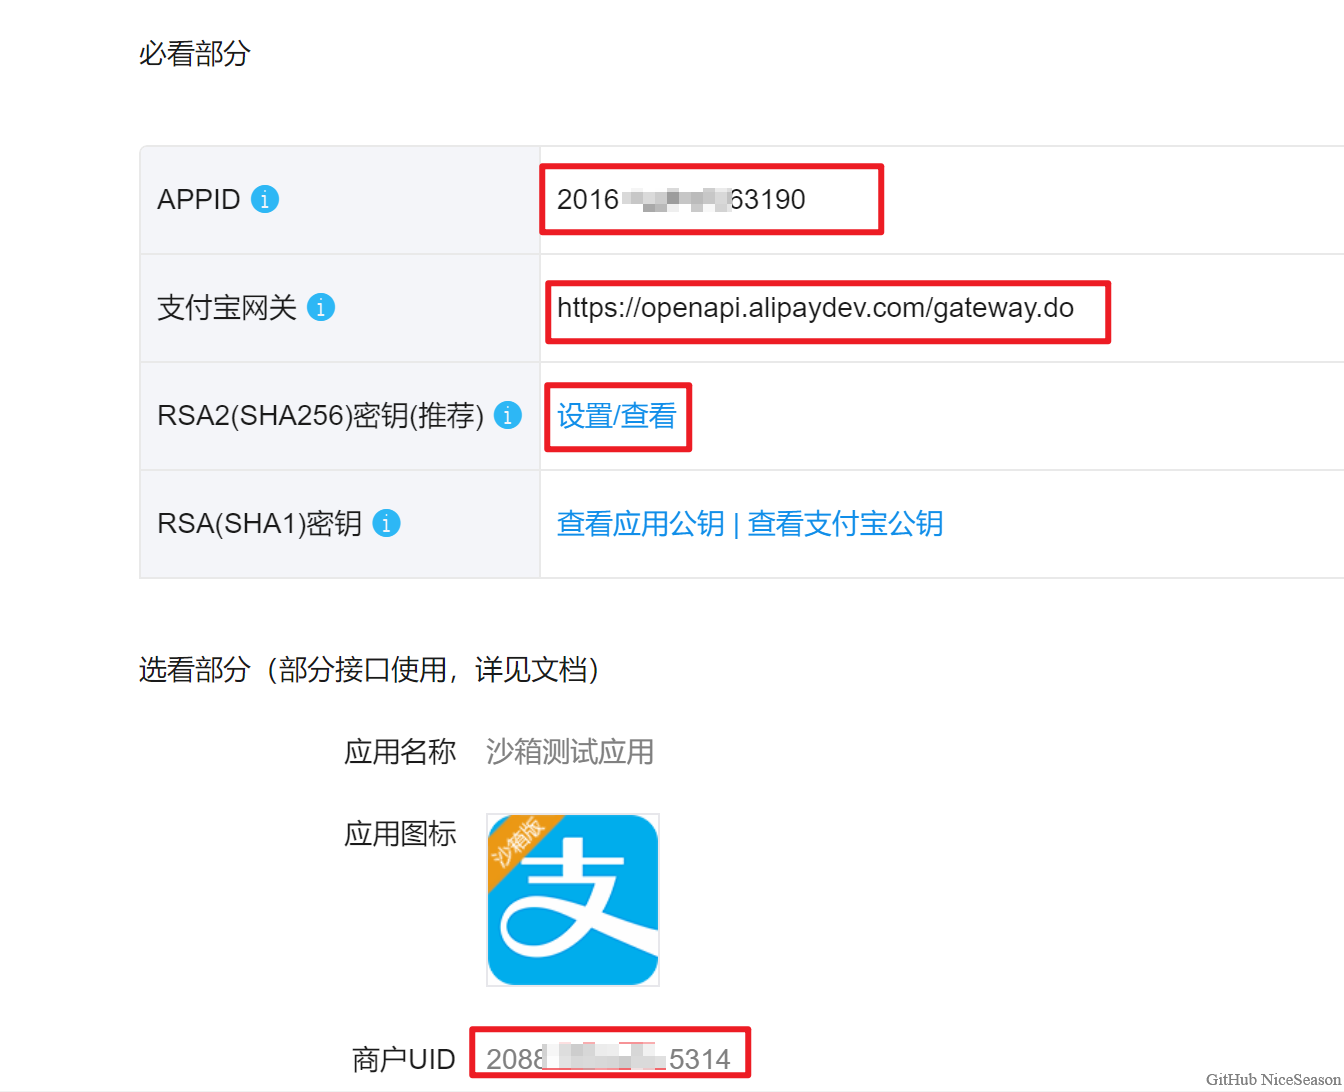 必看部分
APPID
2016 63190
支付宝网关
https://openapi.alipaydev.com/gateway.do
RSA2(SHA256)密钥(推荐)
设置/查看
RSA(SHA1)密钥
查看应用公钥 | 查看支付宝公钥
选看部分（部分接口使用，详见文档）
应用名称 沙箱测试应用
应用图标
沙箱版
支
商户UID 2088 5314
GitHub NiceSeason